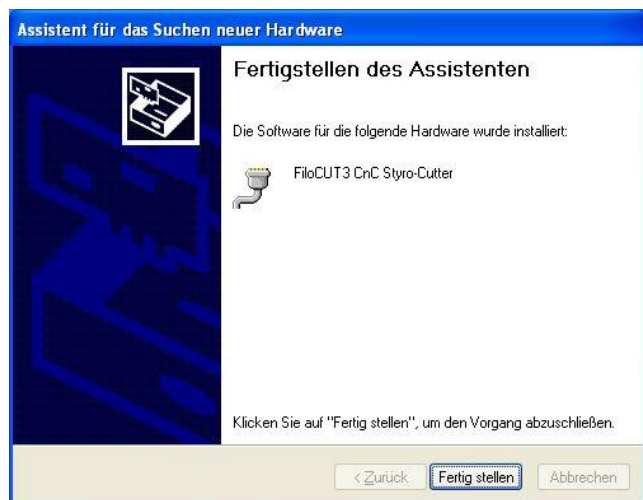 Assistent für das Suchen neuer Hardware
Fertigstellen des Assistenten
Die Software für die folgende Hardware wurde installiert:
FiloCUT3 CnC Styro-Cutter
Klicken Sie auf "Fertig stellen", um den Vorgang abzuschließen.
< Zurück Fertig stellen Abbrechen